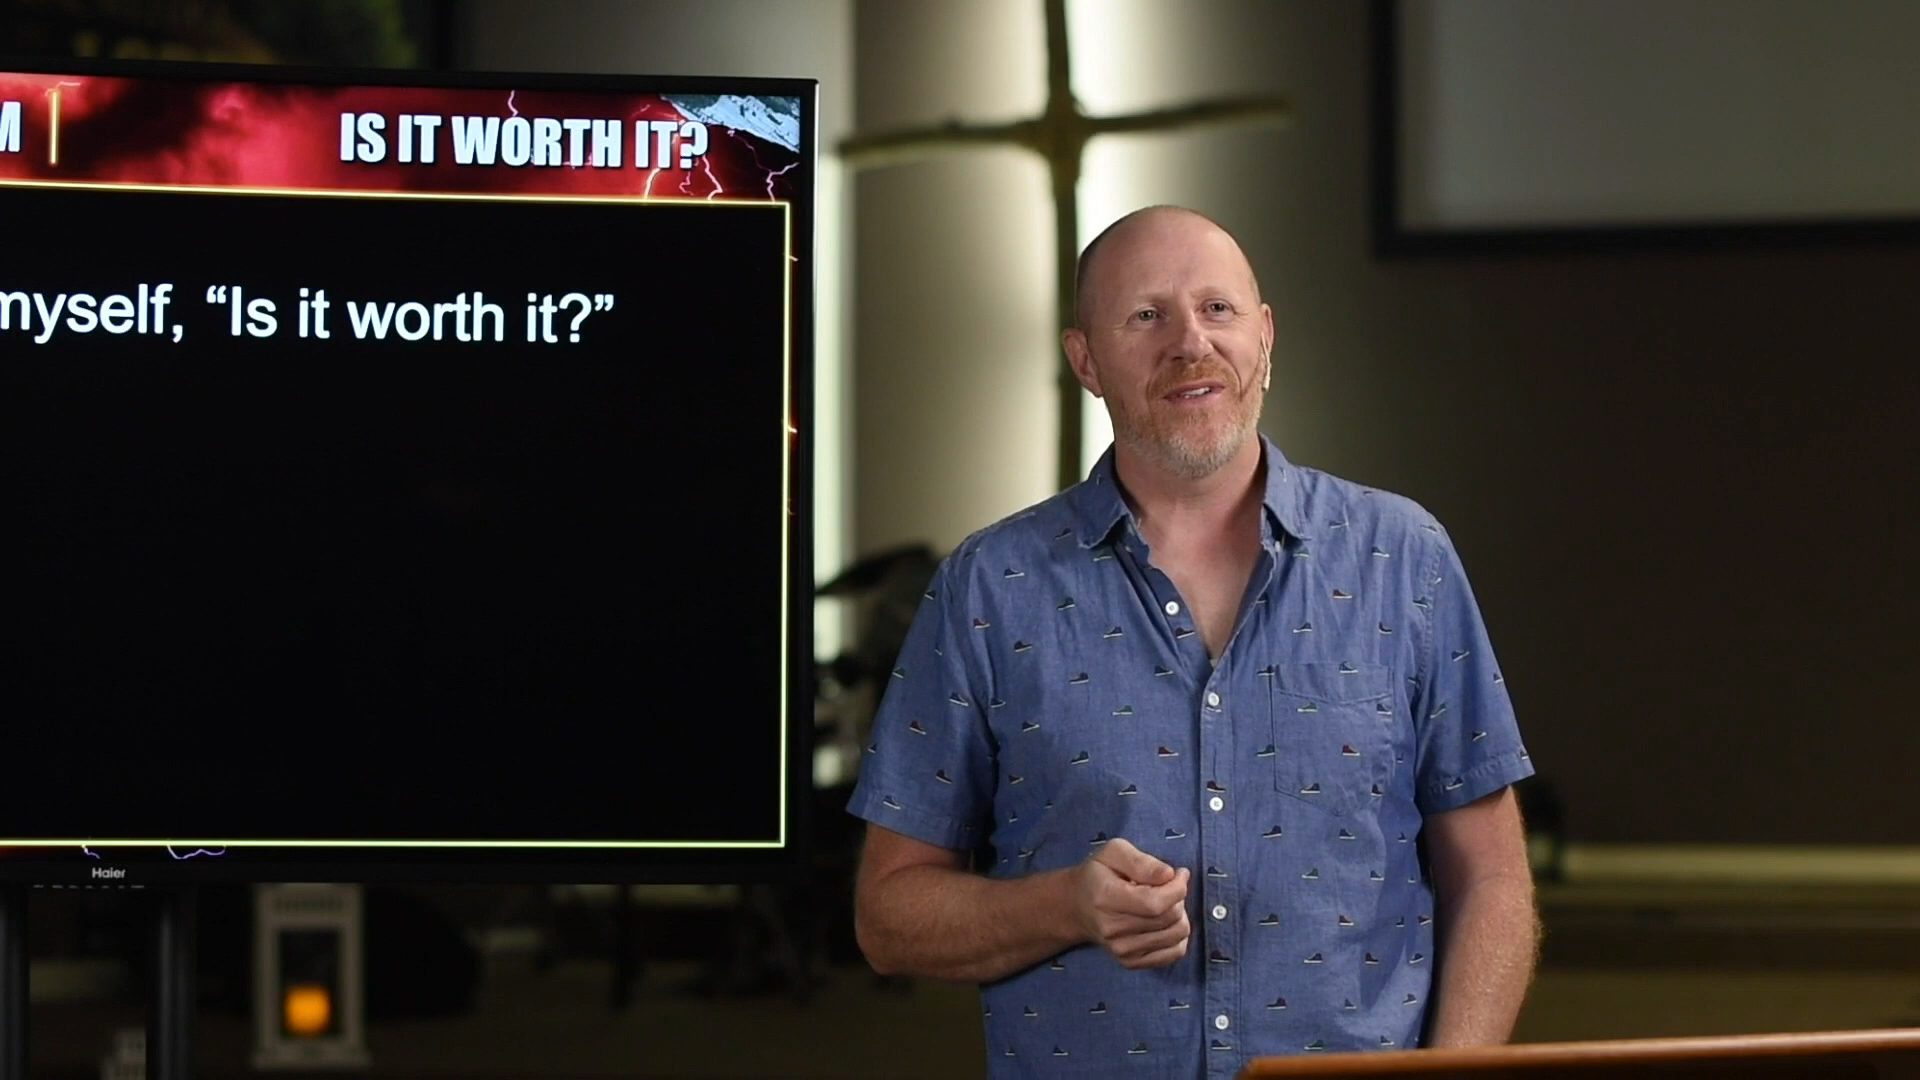 M | IS IT WORTH IT?
myself, “Is it worth it?”
Haier